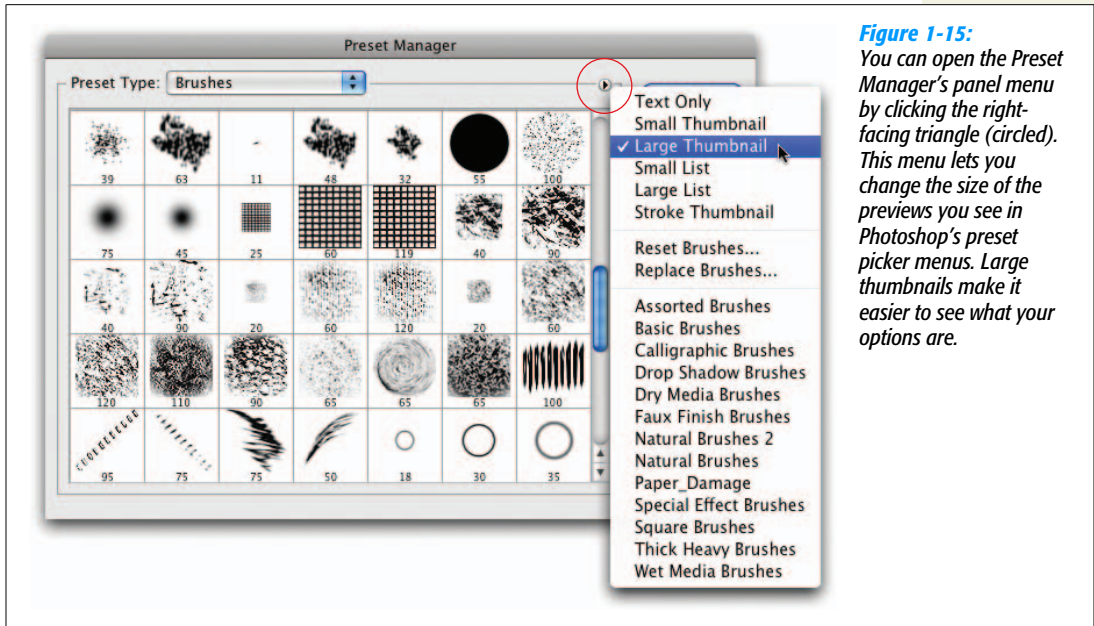 Preset Manager
Preset Type: Brushes
39 63 11 48 32 55 100
75 45 25 60 119 40 90
40 90 20 60 120 20 60
120 110 90 65 65 65 100
95 75 75 50 18 30 35
Text Only
Small Thumbnail
✓ Large Thumbnail
Small List
Large List
Stroke Thumbnail
Reset Brushes...
Replace Brushes...
Assorted Brushes
Basic Brushes
Calligraphic Brushes
Drop Shadow Brushes
Dry Media Brushes
Faux Finish Brushes
Natural Brushes 2
Natural Brushes
Paper_Damage
Special Effect Brushes
Square Brushes
Thick Heavy Brushes
Wet Media Brushes
Figure 1-15:
You can open the Preset
Manager's panel menu
by clicking the right-
facing triangle (circled).
This menu lets you
change the size of the
previews you see in
Photoshop's preset
picker menus. Large
thumbnails make it
easier to see what your
options are.